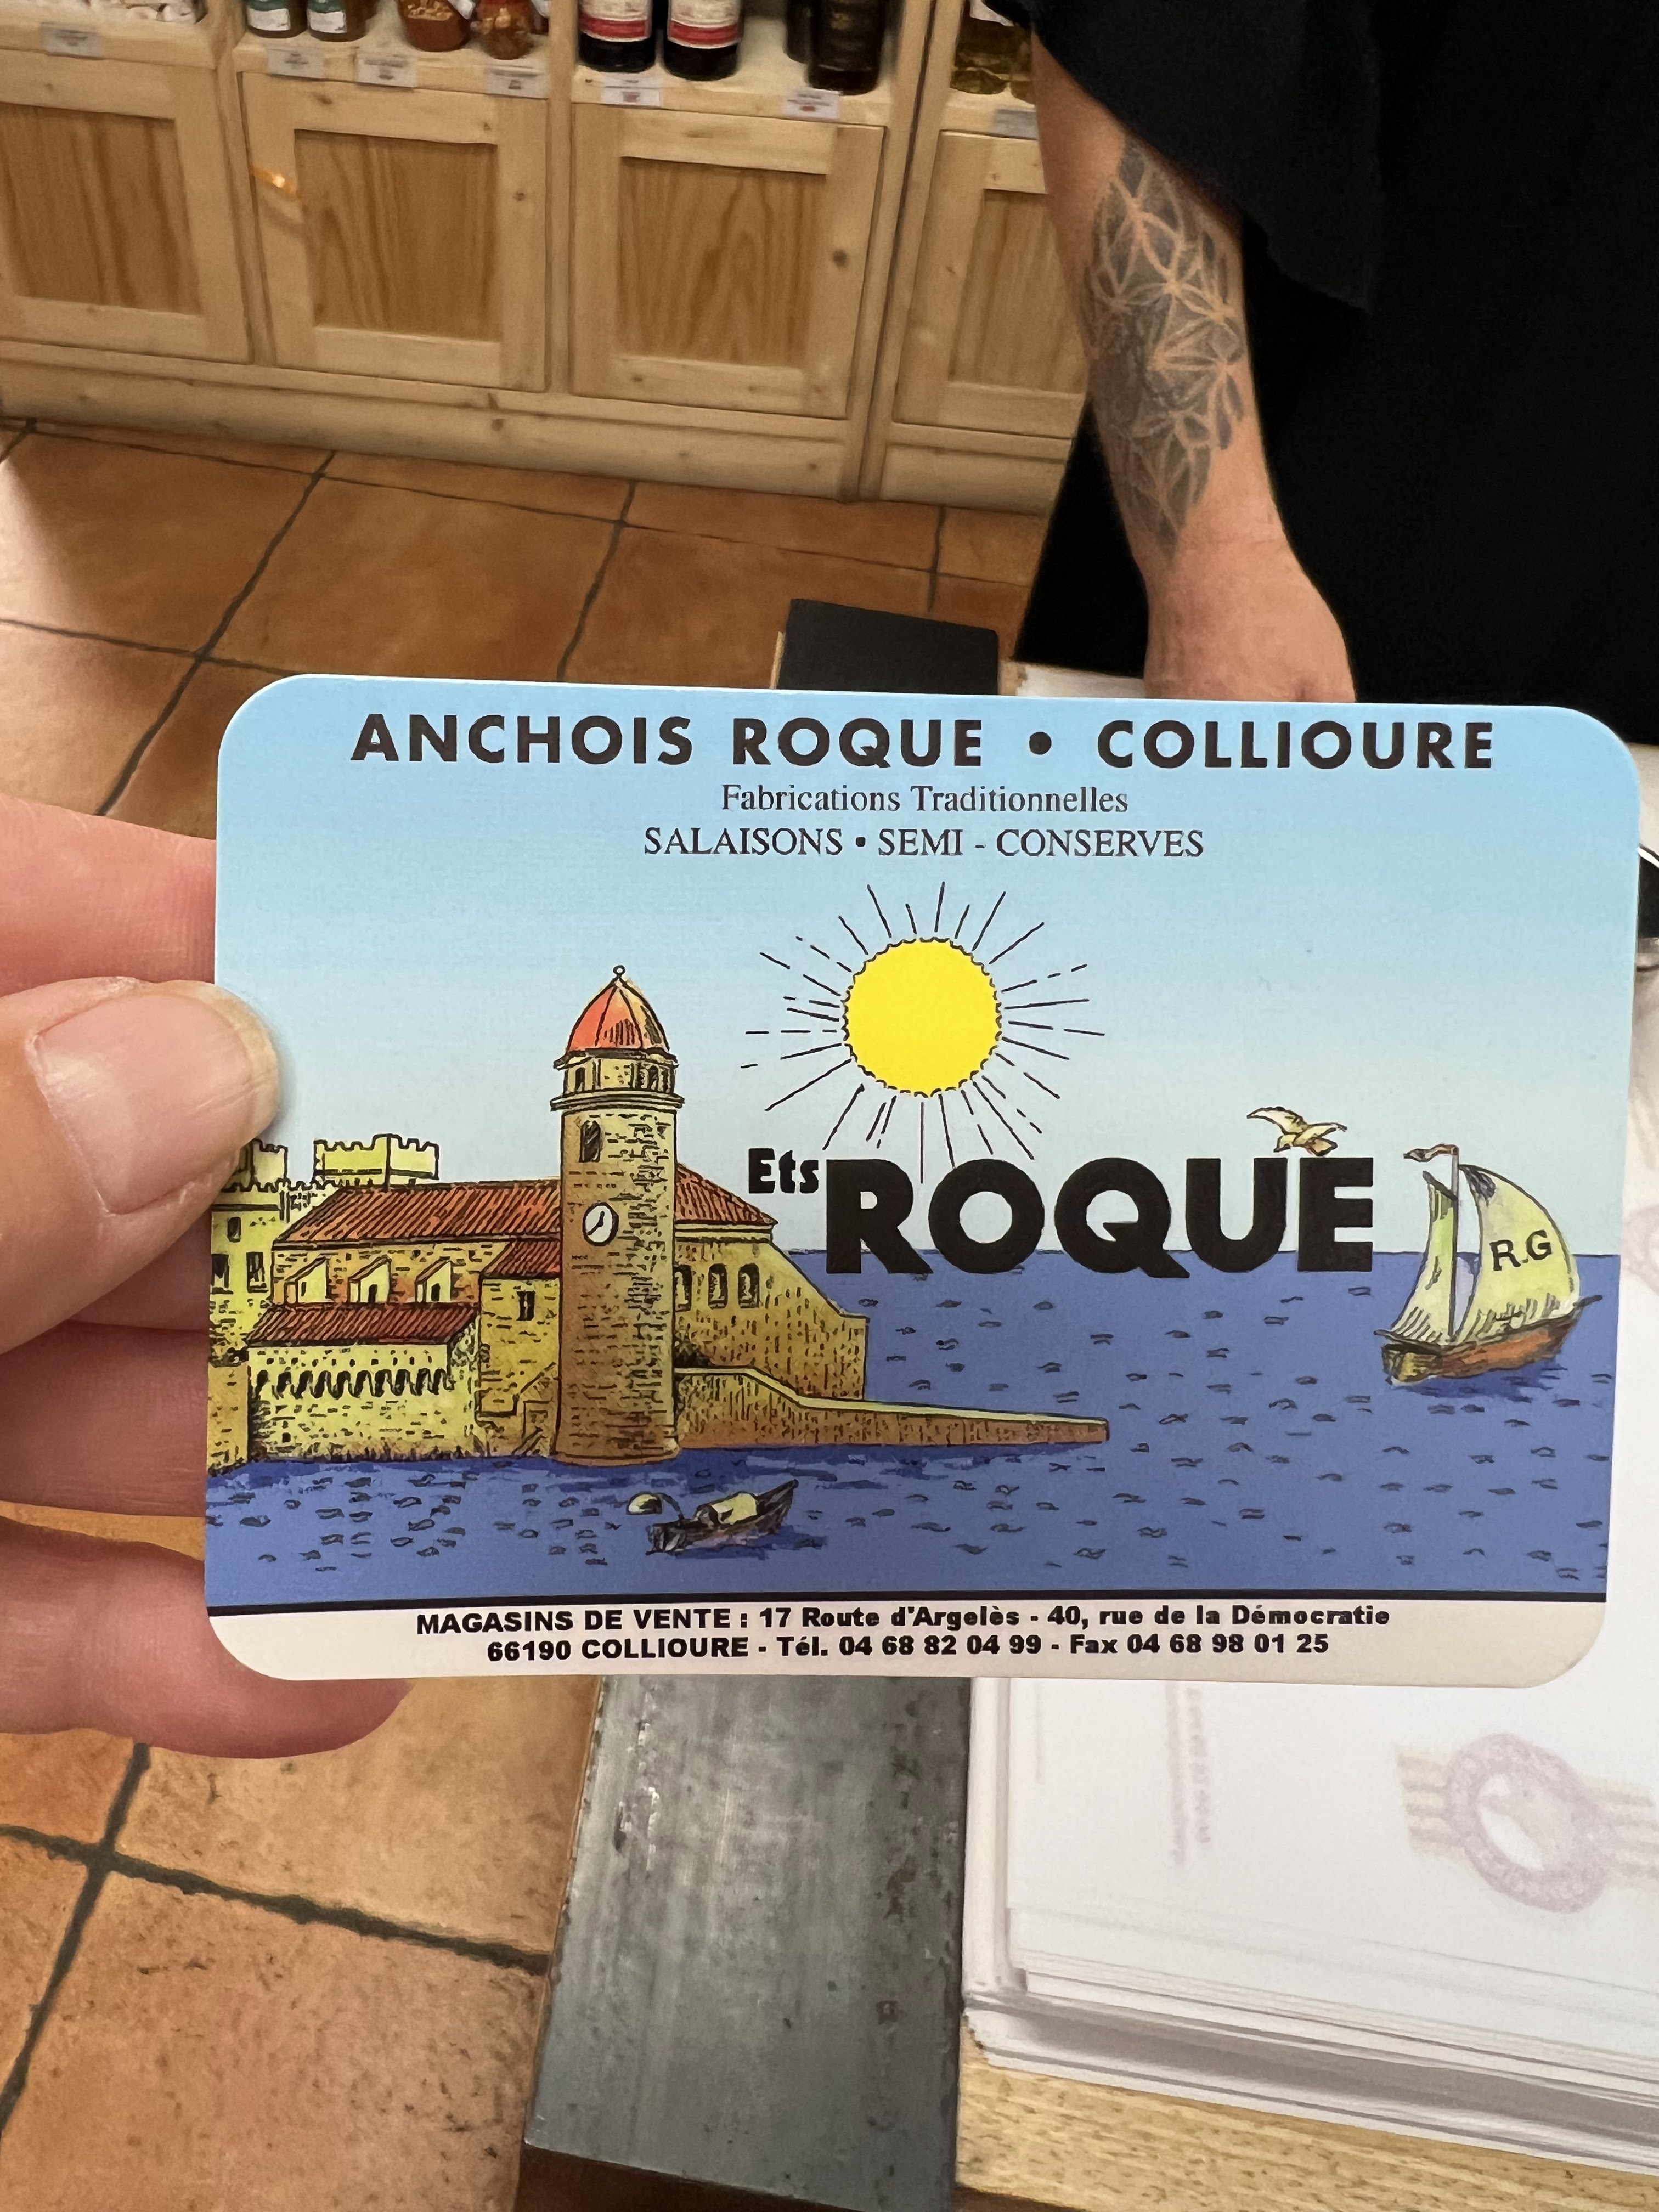 ANCHOIS ROQUE • COLLIOURE
Fabrications Traditionnelles
SALAISONS • SEMI - CONSERVES
Ets ROQUE
R.G
MAGASINS DE VENTE : 17 Route d'Argelès - 40, rue de la Démocratie
66190 COLLIOURE - Tél. 04 68 82 04 99 - Fax 04 68 98 01 25